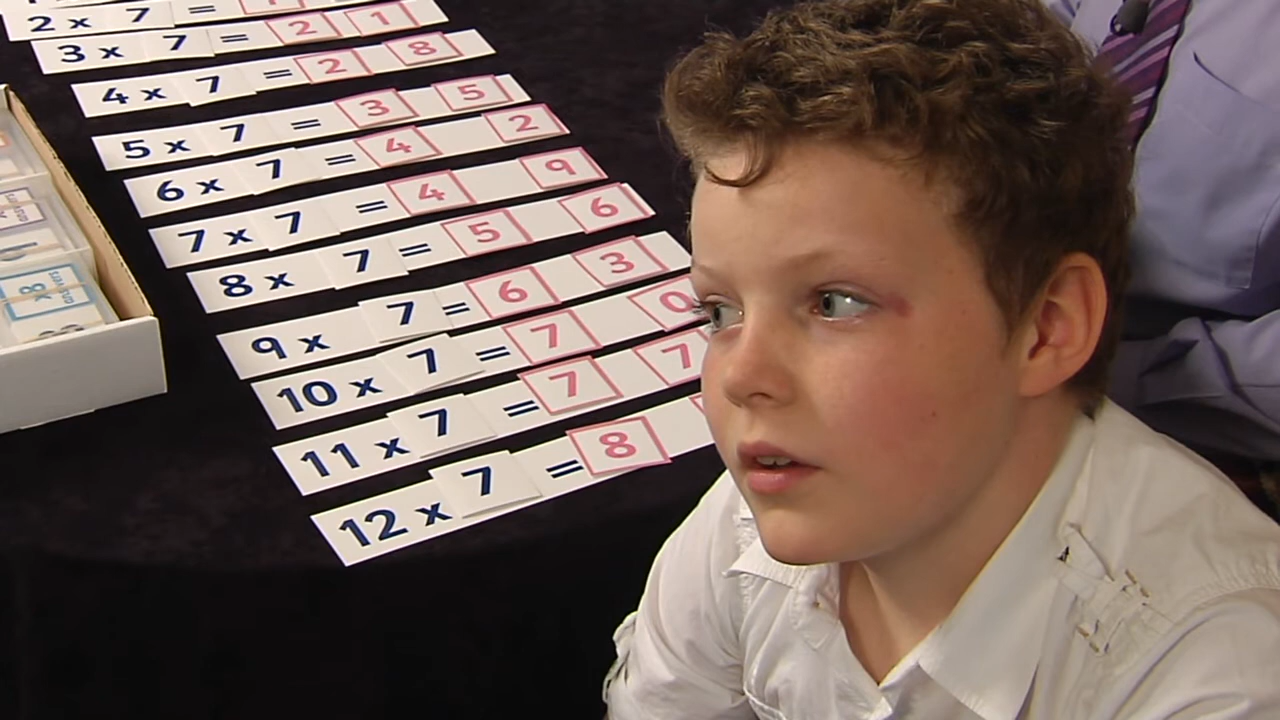 2 x 7 = 1
3 x 7 = 2 1
4 x 7 = 2 8
5 x 7 = 3 5
6 x 7 = 4 2
7 x 7 = 4 9
8 x 7 = 5 6
9 x 7 = 6 3
10 x 7 = 7 0
11 x 7 = 7 7
12 x 7 = 8
x8